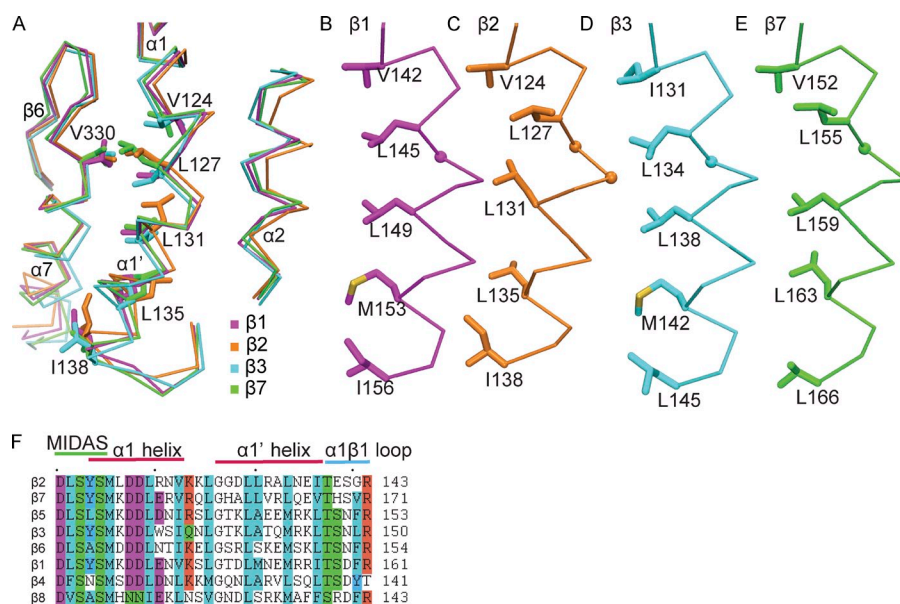 A
α1
β6
V124
V330
L127
L131
α2
α7
α1'
L135
I138
β1
β2
β3
β7
B β1
V142
L145
L149
M153
I156
C β2
V124
L127
L131
L135
I138
D β3
I131
L134
L138
M142
L145
E β7
V152
L155
L159
L163
L166
F MIDAS α1 helix α1' helix α1β1 loop
β2 DLSYSMLDDLRNVKKLGGDLLRALNEITESGR 143
β7 DLSYSMKDDLERVRQLGHALLVRLQEVTHSVR 171
β5 DLSLSMKDDLDNIRSLGTKLAEEMRKLTSNFR 153
β3 DLSYSMKDDLWSIQNLGTKLATQMRKLTSNLR 150
β6 DLSASMDDDLNTIKELGSRLSKEMSKLTSNFR 154
β1 DLSYSMKDDLENVKSLGTDLMNEMRRITSDFR 161
β4 DFSNSMSDDLDNLKKMGQNLARVLSQLTSDYT 141
β8 DVSASMHNNIEKLNSVGNDLSRKMAFFSRDFR 143